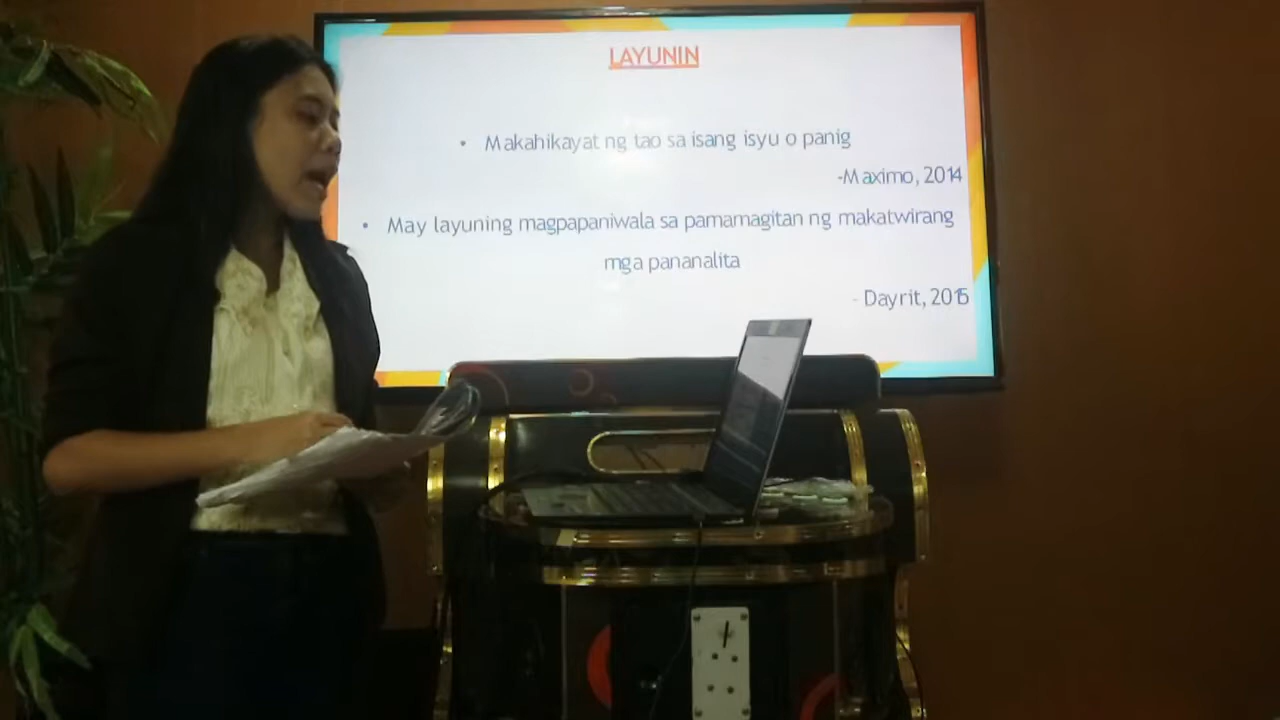 LAYUNIN
• Makahikayat ng tao sa isang isyu o panig
-Maximo, 2014
• May layuning magpapaniwala sa pamamagitan ng makatwirang
mga pananalita
- Dayrit, 2015